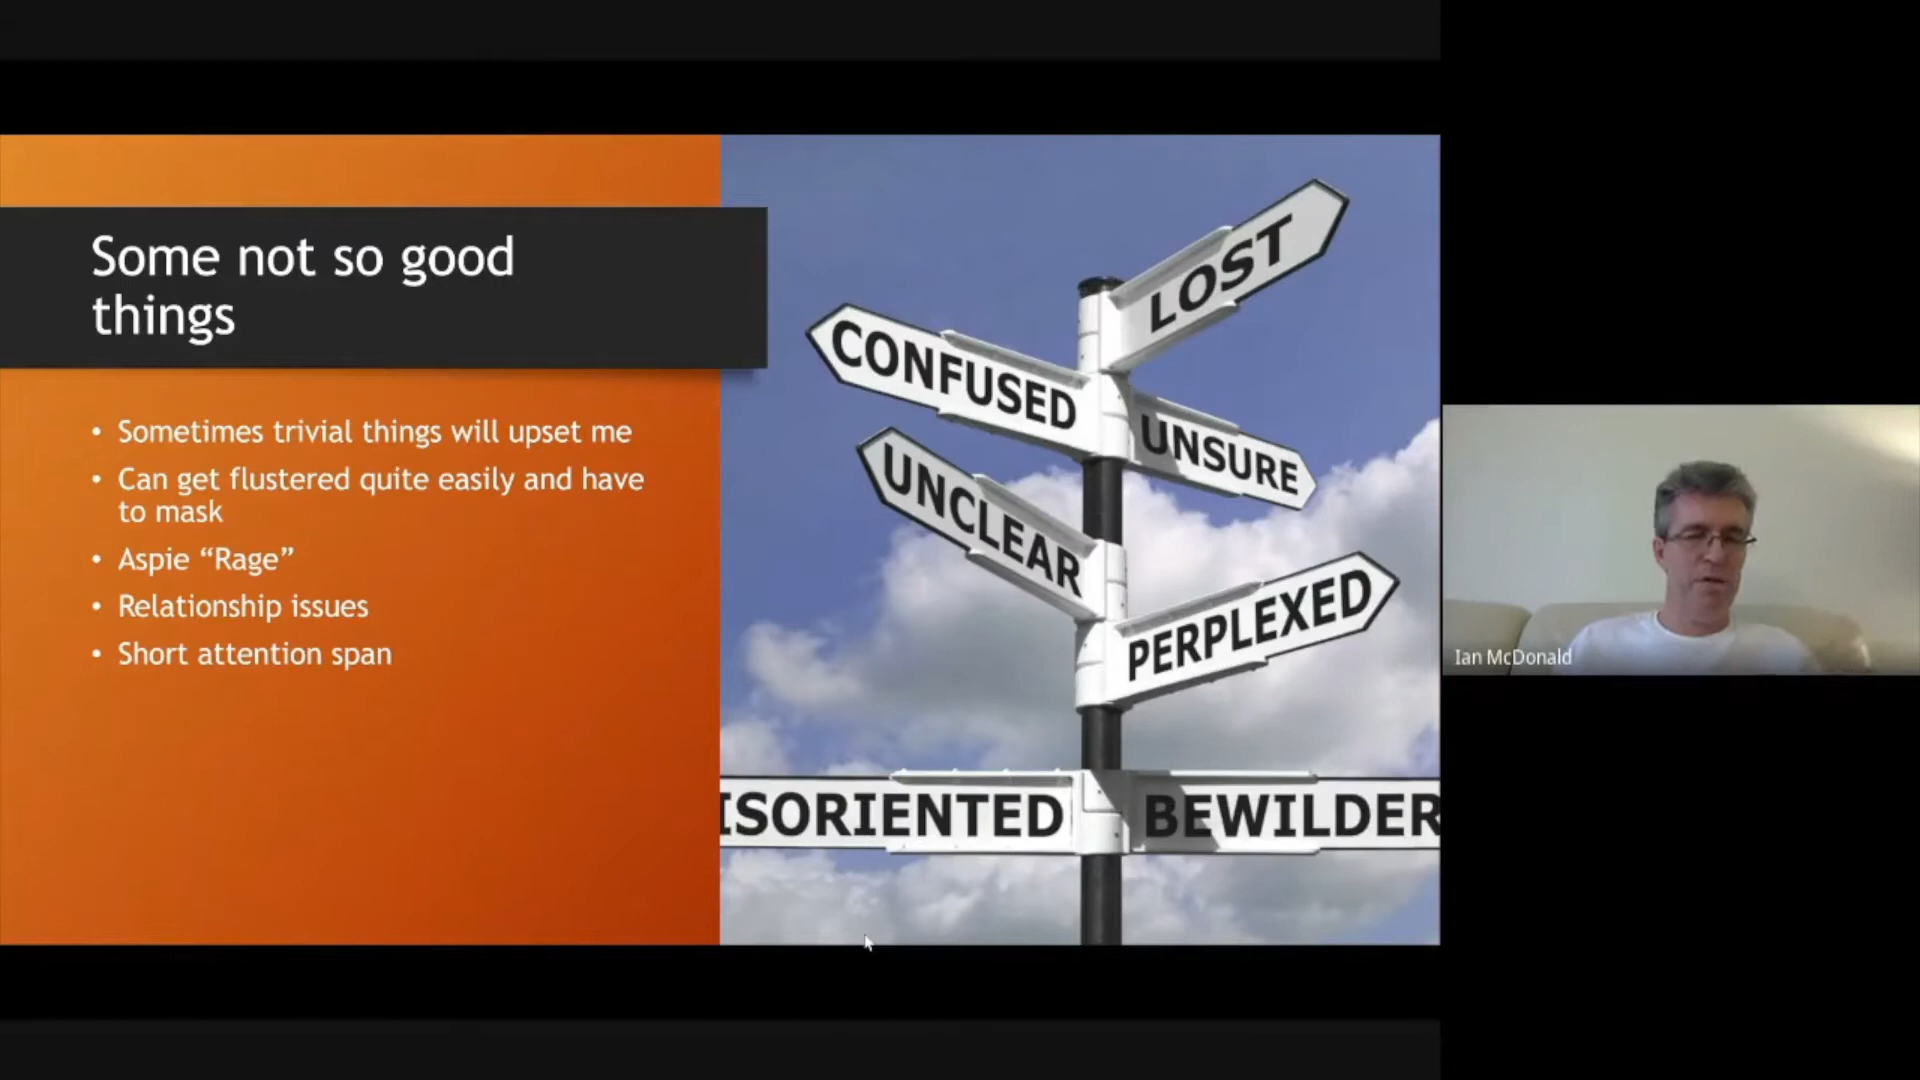 Some not so good
things
• Sometimes trivial things will upset me
• Can get flustered quite easily and have
to mask
• Aspie “Rage”
• Relationship issues
• Short attention span
LOST
CONFUSED
UNSURE
UNCLEAR
PERPLEXED
ISORIENTED
BEWILDER
Ian McDonald